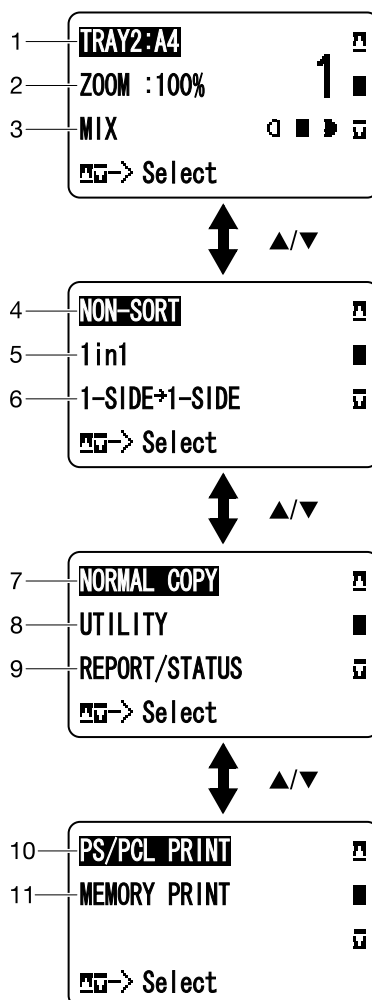 1 TRAY2:A4
2 ZOOM :100% 1
3 MIX
-> Select
▲/▼
4 NON-SORT
5 1in1
6 1-SIDE→1-SIDE
-> Select
▲/▼
7 NORMAL COPY
8 UTILITY
9 REPORT/STATUS
-> Select
▲/▼
10 PS/PCL PRINT
11 MEMORY PRINT
-> Select